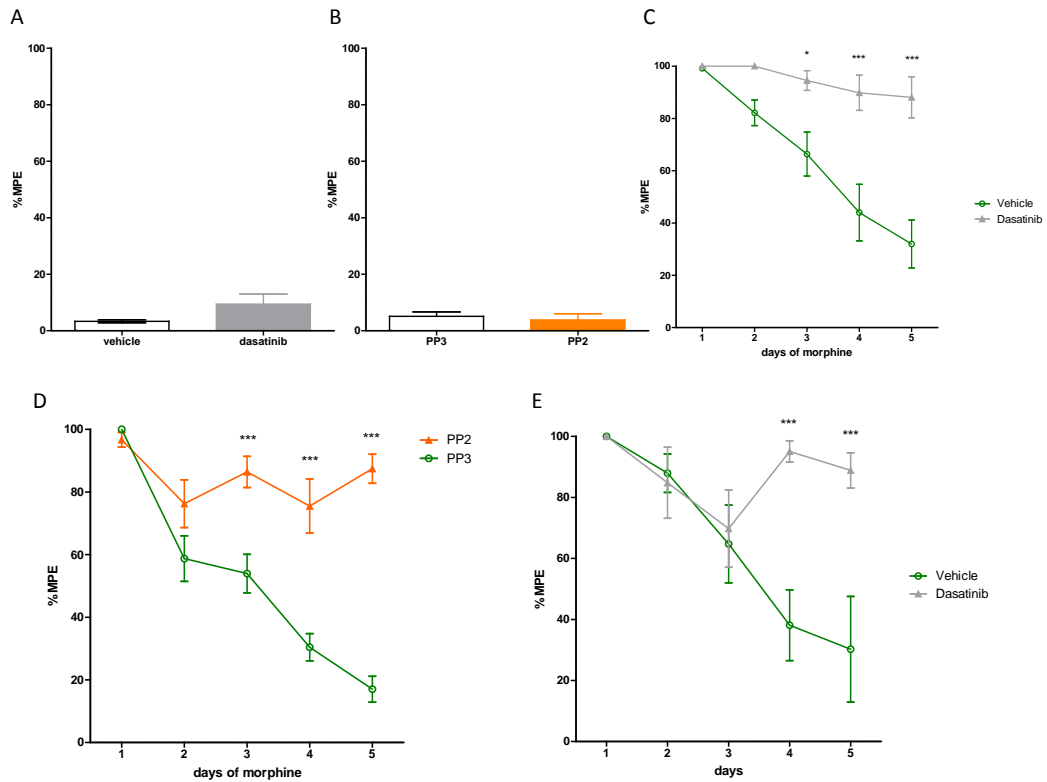 A
100
80
60
40
20
0
%MPE
vehicle
dasatinib
B
100
80
60
40
20
0
%MPE
PP3
PP2
C
* *** ***
100
80
60
40
20
0
%MPE
1 2 3 4 5
days of morphine
Vehicle
Dasatinib
D
*** *** ***
100
80
60
40
20
0
%MPE
1 2 3 4 5
days of morphine
PP2
PP3
E
*** ***
100
80
60
40
20
0
%MPE
1 2 3 4 5
days
Vehicle
Dasatinib